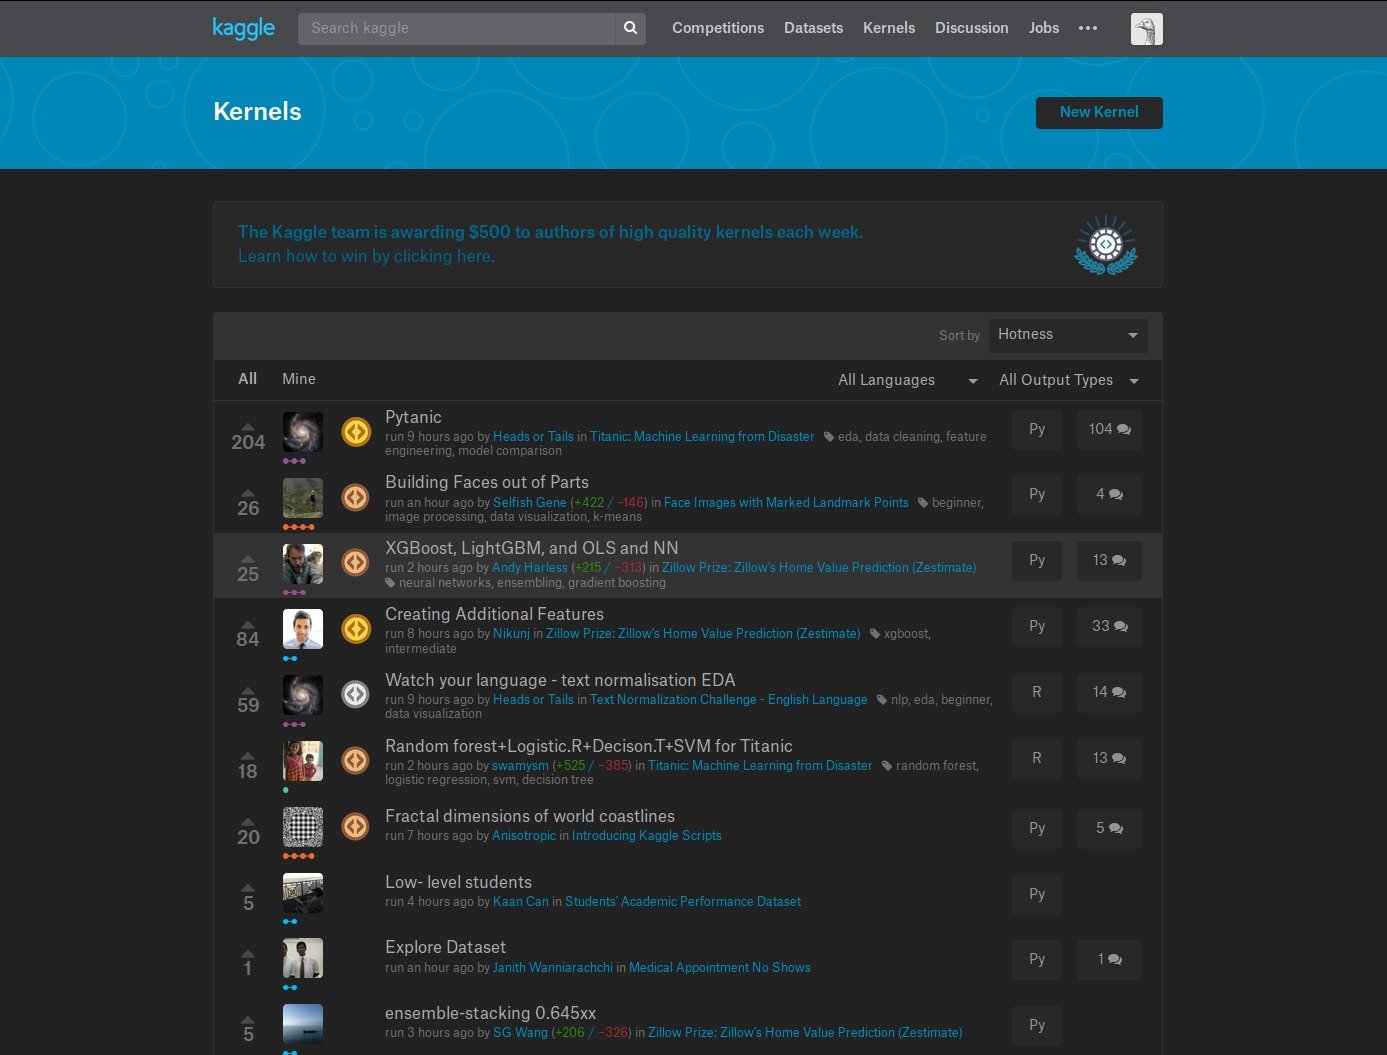 kaggle Search kaggle Competitions Datasets Kernels Discussion Jobs
Kernels New Kernel
The Kaggle team is awarding $500 to authors of high quality kernels each week.
Learn how to win by clicking here.
Sort by Hotness
All Mine All Languages All Output Types
Pytanic
204 run 9 hours ago by Heads or Tails in Titanic: Machine Learning from Disaster eda, data cleaning, feature Py 104
engineering, model comparison
Building Faces out of Parts
26 run an hour ago by Selfish Gene (+422 / −146) in Face Images with Marked Landmark Points beginner, Py 4
image processing, data visualization, k-means
XGBoost, LightGBM, and OLS and NN
25 run 2 hours ago by Andy Harless (+215 / −313) in Zillow Prize: Zillow's Home Value Prediction (Zestimate) Py 13
neural networks, ensembling, gradient boosting
Creating Additional Features
84 run 8 hours ago by Nikunj in Zillow Prize: Zillow's Home Value Prediction (Zestimate) xgboost, Py 33
intermediate
Watch your language - text normalisation EDA
59 run 9 hours ago by Heads or Tails in Text Normalization Challenge - English Language nlp, eda, beginner, R 14
data visualization
Random forest+Logistic.R+Decison.T+SVM for Titanic
18 run 2 hours ago by swamysm (+525 / −385) in Titanic: Machine Learning from Disaster random forest, R 13
logistic regression, svm, decision tree
Fractal dimensions of world coastlines
20 run 7 hours ago by Anisotropic in Introducing Kaggle Scripts Py 5
Low- level students
5 run 4 hours ago by Kaan Can in Students' Academic Performance Dataset Py
Explore Dataset
1 run an hour ago by Janith Wanniarachchi in Medical Appointment No Shows Py 1
ensemble-stacking 0.645xx
5 run 3 hours ago by SG Wang (+206 / −326) in Zillow Prize: Zillow's Home Value Prediction (Zestimate) Py